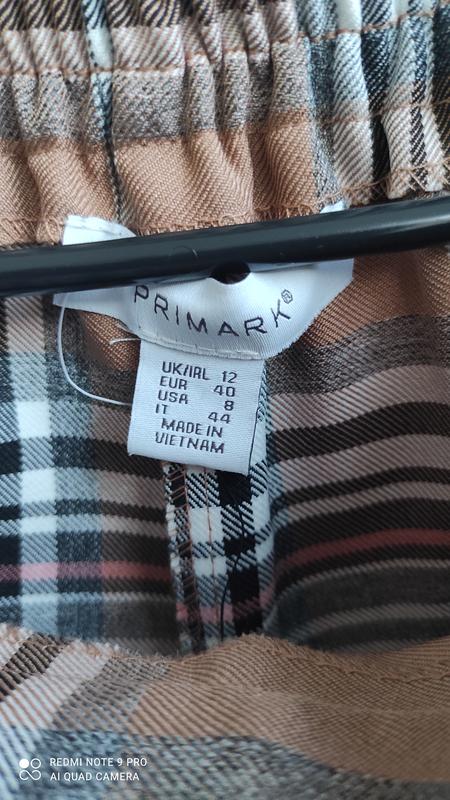 PRIMARK®
UK/IRL 12
EUR 40
USA 8
IT 44
MADE IN
VIETNAM
REDMI NOTE 9 PRO
AI QUAD CAMERA